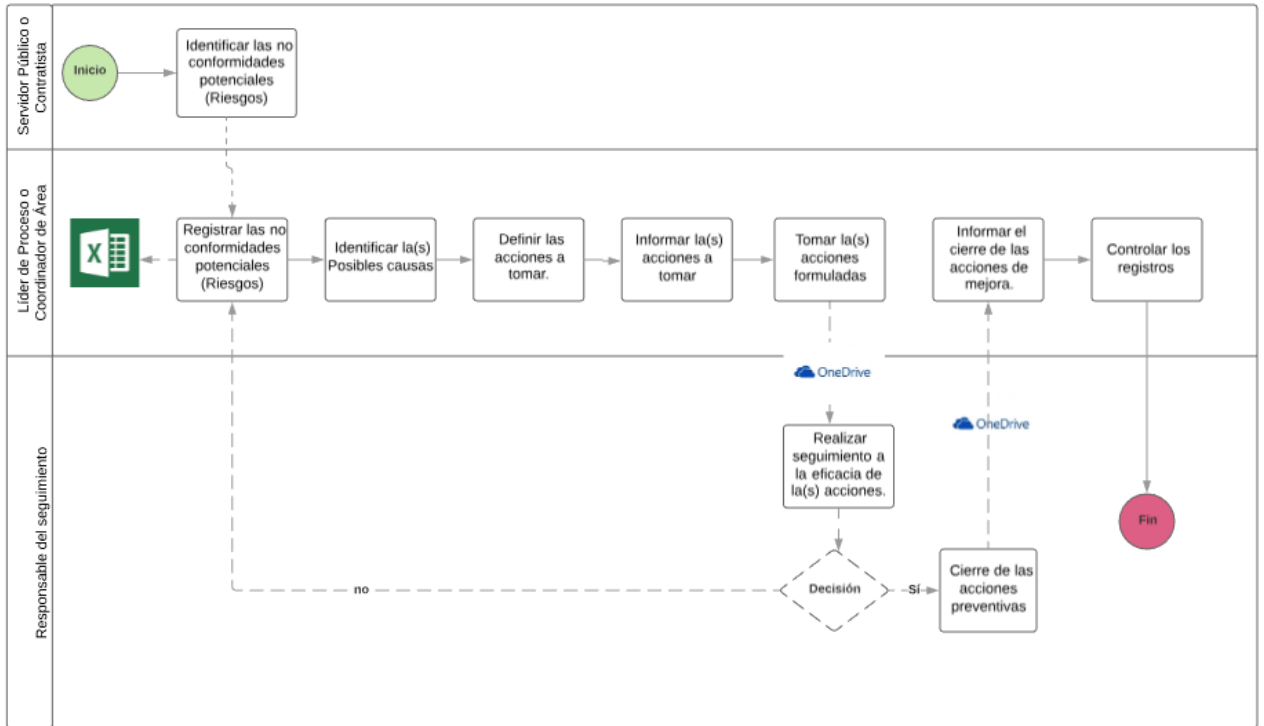 Servidor Público o
Contratista
Inicio
Identificar las no
conformidades
potenciales
(Riesgos)
Líder de Proceso o
Coordinador de Área
X
Registrar las no
conformidades
potenciales
(Riesgos)
Identificar la(s)
Posibles causas
Definir las
acciones a
tomar.
Informar la(s)
acciones a
tomar
Tomar la(s)
acciones
formuladas
Informar el
cierre de las
acciones de
mejora.
Controlar los
registros
Responsable del seguimiento
OneDrive
OneDrive
Realizar
seguimiento a
la eficacia de
la(s) acciones.
Fin
no
Decisión
Sí
Cierre de las
acciones
preventivas